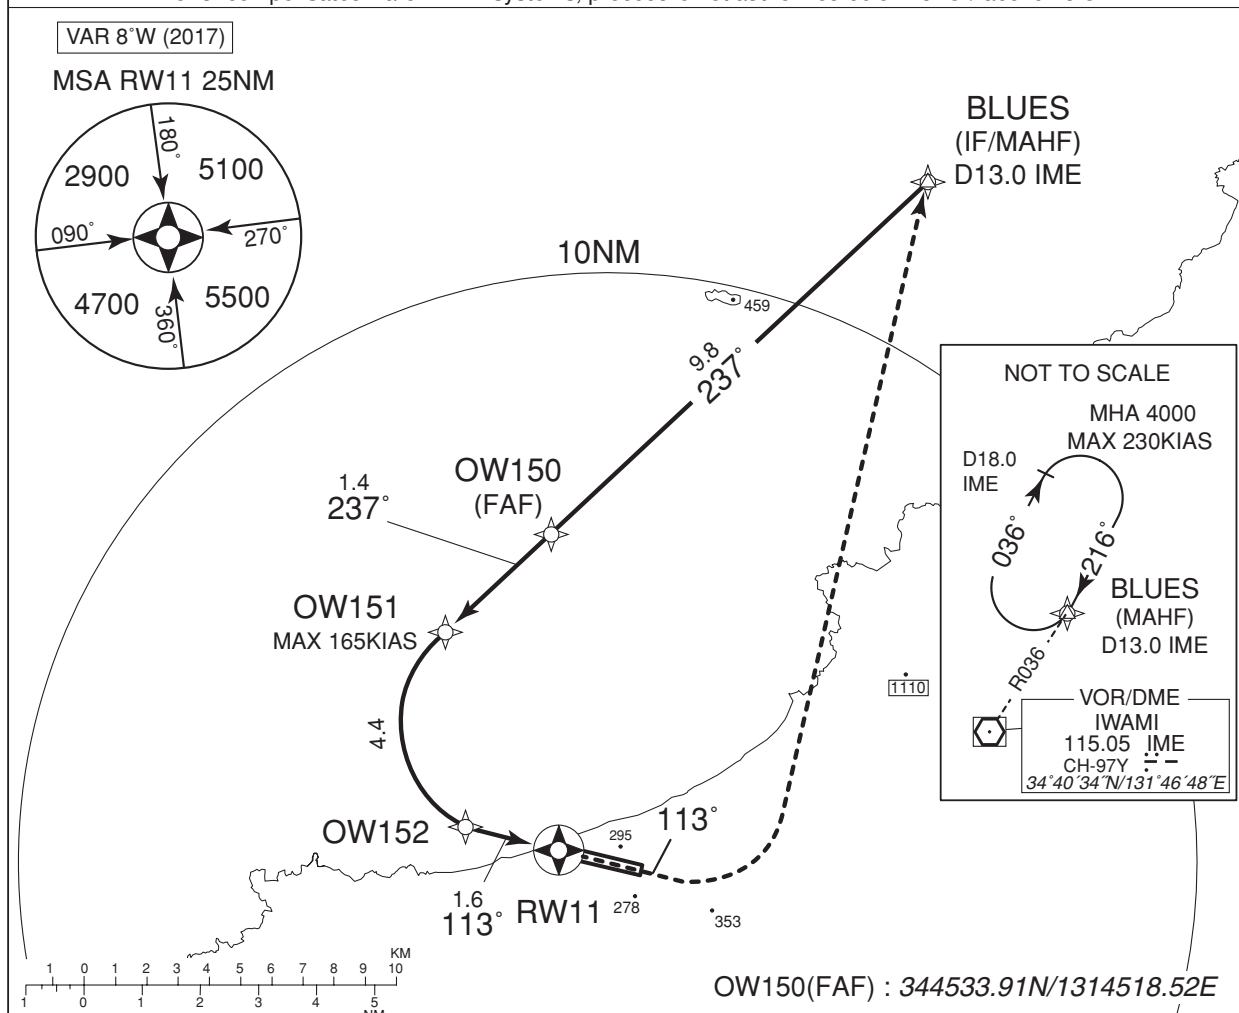 VAR 8°W (2017)
MSA RW11 25NM
180°
2900
5100
090°
270°
4700
5500
360°
BLUES
(IF/MAHF)
D13.0 IME
10NM
459
9.8
237°
OW150
(FAF)
1.4
237°
OW151
MAX 165KIAS
4.4
OW152
1.6
113°
RW11
295
113°
278
353
1110
NOT TO SCALE
MHA 4000
MAX 230KIAS
D18.0
IME
036°
216°
BLUES
(MAHF)
D13.0 IME
R036
VOR/DME
IWAMI
115.05 IME
CH-97Y
34°40´34˝N/131°46´48˝E
KM
1 0 1 2 3 4 5 6 7 8 9 10
1 0 1 2 3 4 5
NM
OW150(FAF) : 344533.91N/1314518.52E